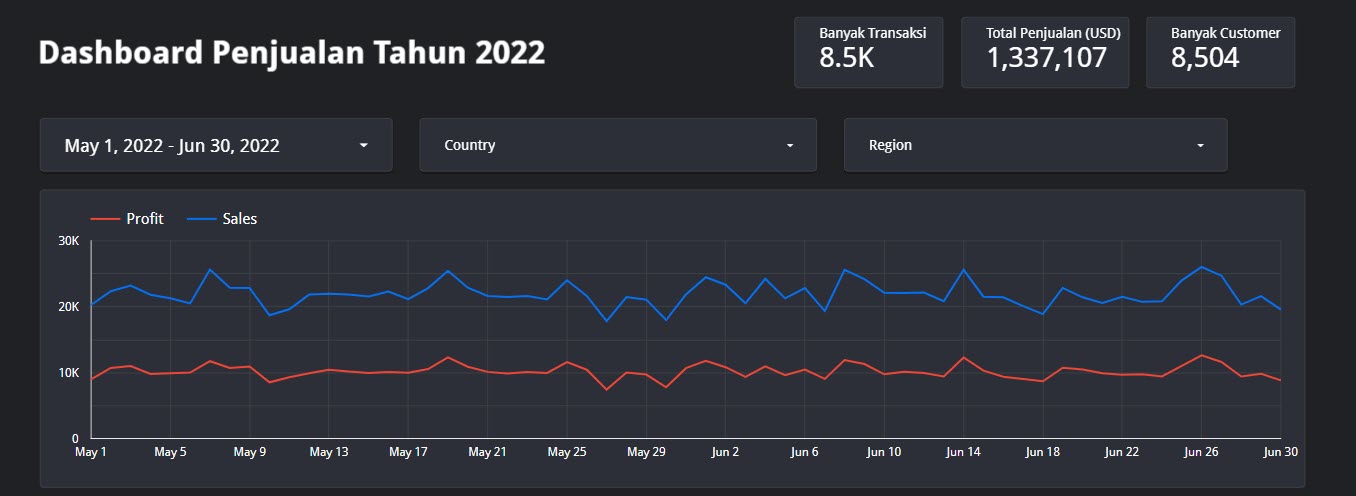 Dashboard Penjualan Tahun 2022
Banyak Transaksi
8.5K
Total Penjualan (USD)
1,337,107
Banyak Customer
8,504
May 1, 2022 - Jun 30, 2022
Country
Region
Profit
Sales
30K
20K
10K
0
May 1 May 5 May 9 May 13 May 17 May 21 May 25 May 29 Jun 2 Jun 6 Jun 10 Jun 14 Jun 18 Jun 22 Jun 26 Jun 30